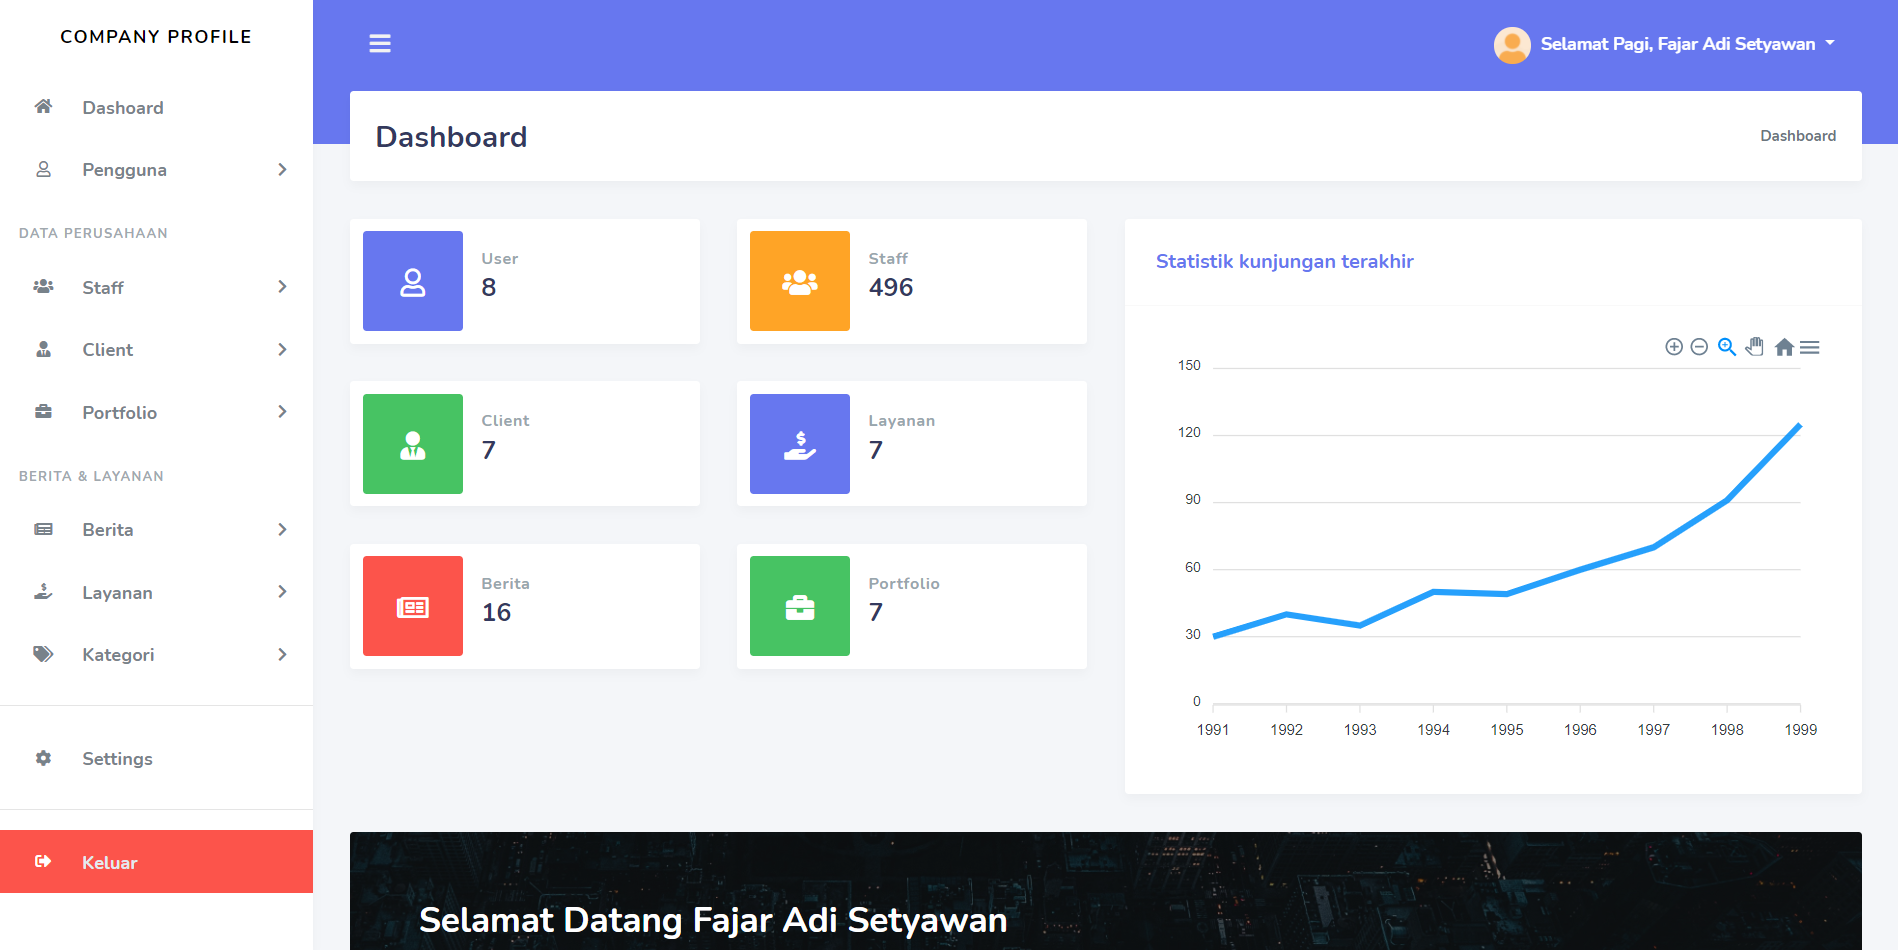 COMPANY PROFILE
Dashoard
Pengguna
DATA PERUSAHAAN
Staff
Client
Portfolio
BERITA & LAYANAN
Berita
Layanan
Kategori
Settings
Keluar
Selamat Pagi, Fajar Adi Setyawan
Dashboard
Dashboard
User
8
Staff
496
Client
7
Layanan
7
Berita
16
Portfolio
7
Statistik kunjungan terakhir
150
120
90
60
30
0
1991 1992 1993 1994 1995 1996 1997 1998 1999
Selamat Datang Fajar Adi Setyawan